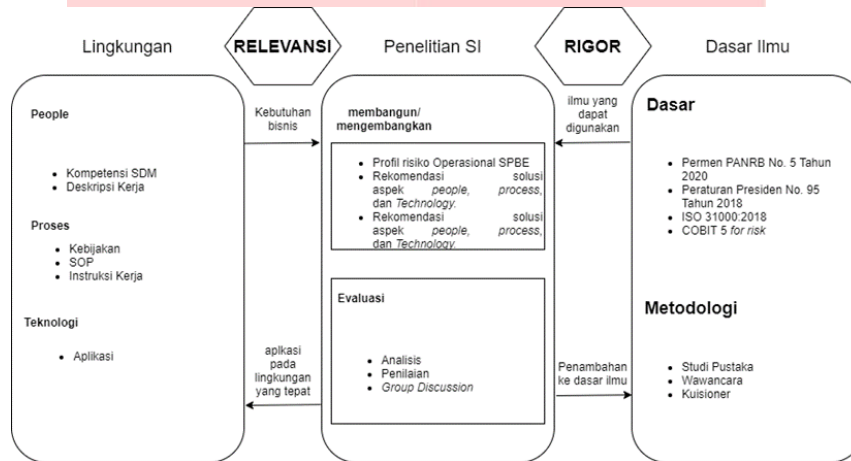 Lingkungan
RELEVANSI
Penelitian SI
RIGOR
Dasar Ilmu
People
• Kompetensi SDM
• Deskripsi Kerja
Proses
• Kebijakan
• SOP
• Instruksi Kerja
Teknologi
• Aplikasi
Kebutuhan
bisnis
aplkasi
pada
lingkungan
yang tepat
membangun/
mengembangkan
• Profil risiko Operasional SPBE
• Rekomendasi solusi
aspek people, process,
dan Technology.
• Rekomendasi solusi
aspek people, process,
dan Technology.
Evaluasi
• Analisis
• Penilaian
• Group Discussion
ilmu yang
dapat
digunakan
Penambahan
ke dasar ilmu
Dasar
• Permen PANRB No. 5 Tahun
2020
• Peraturan Presiden No. 95
Tahun 2018
• ISO 31000:2018
• COBIT 5 for risk
Metodologi
• Studi Pustaka
• Wawancara
• Kuisioner